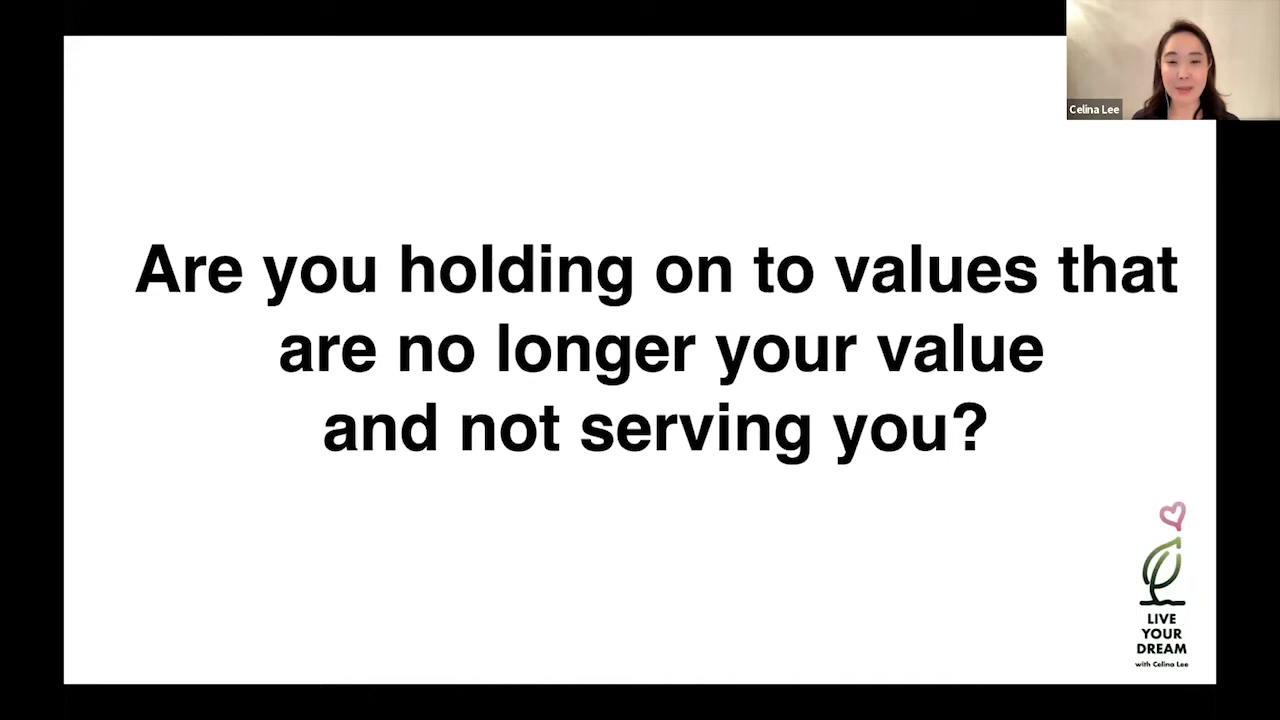 Celina Lee
Are you holding on to values that
are no longer your value
and not serving you?
LIVE
YOUR
DREAM
with Celina Lee